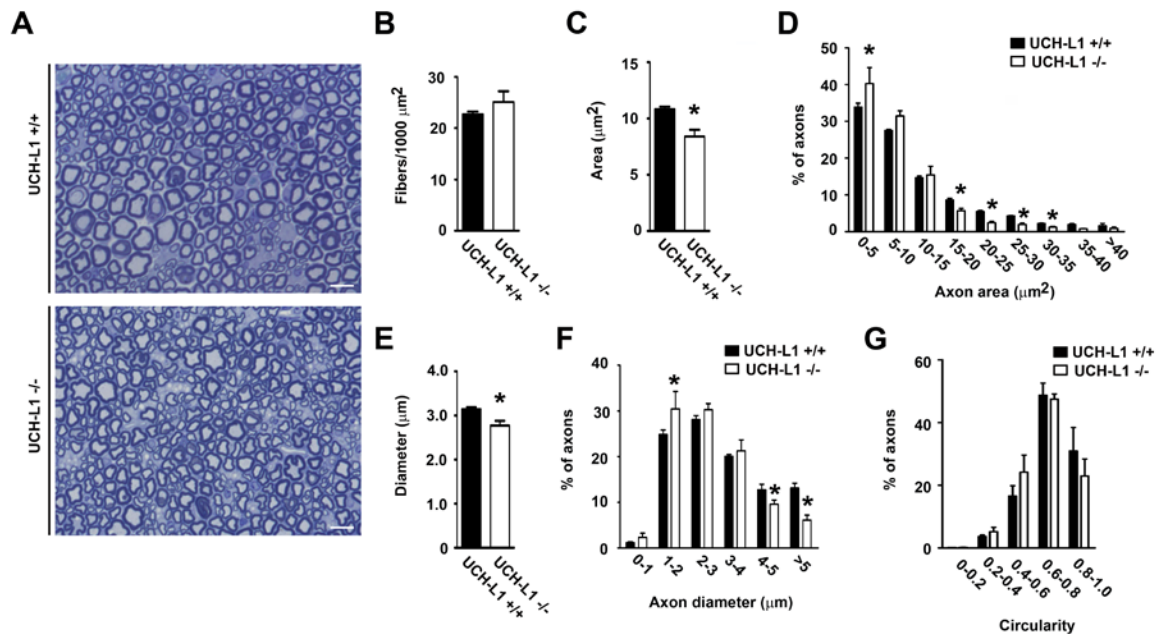 A
UCH-L1 +/+
UCH-L1 -/-
B
Fibers/1000 μm²
30
20
10
0
UCH-L1 +/+
UCH-L1 -/-
C
Area (μm²)
15
10
5
0
*
UCH-L1 +/+
UCH-L1 -/-
D
UCH-L1 +/+
UCH-L1 -/-
% of axons
50
40
30
20
10
0
* * * * *
0-5 5-10 10-15 15-20 20-25 25-30 30-35 35-40 >40
Axon area (μm²)
E
Diameter (μm)
4.0
3.0
2.0
1.0
0
*
UCH-L1 +/+
UCH-L1 -/-
F
UCH-L1 +/+
UCH-L1 -/-
% of axons
40
30
20
10
0
* * *
0-1 1-2 2-3 3-4 4-5 >5
Axon diameter (μm)
G
UCH-L1 +/+
UCH-L1 -/-
% of axons
60
40
20
0
0-0.2 0.2-0.4 0.4-0.6 0.6-0.8 0.8-1.0
Circularity